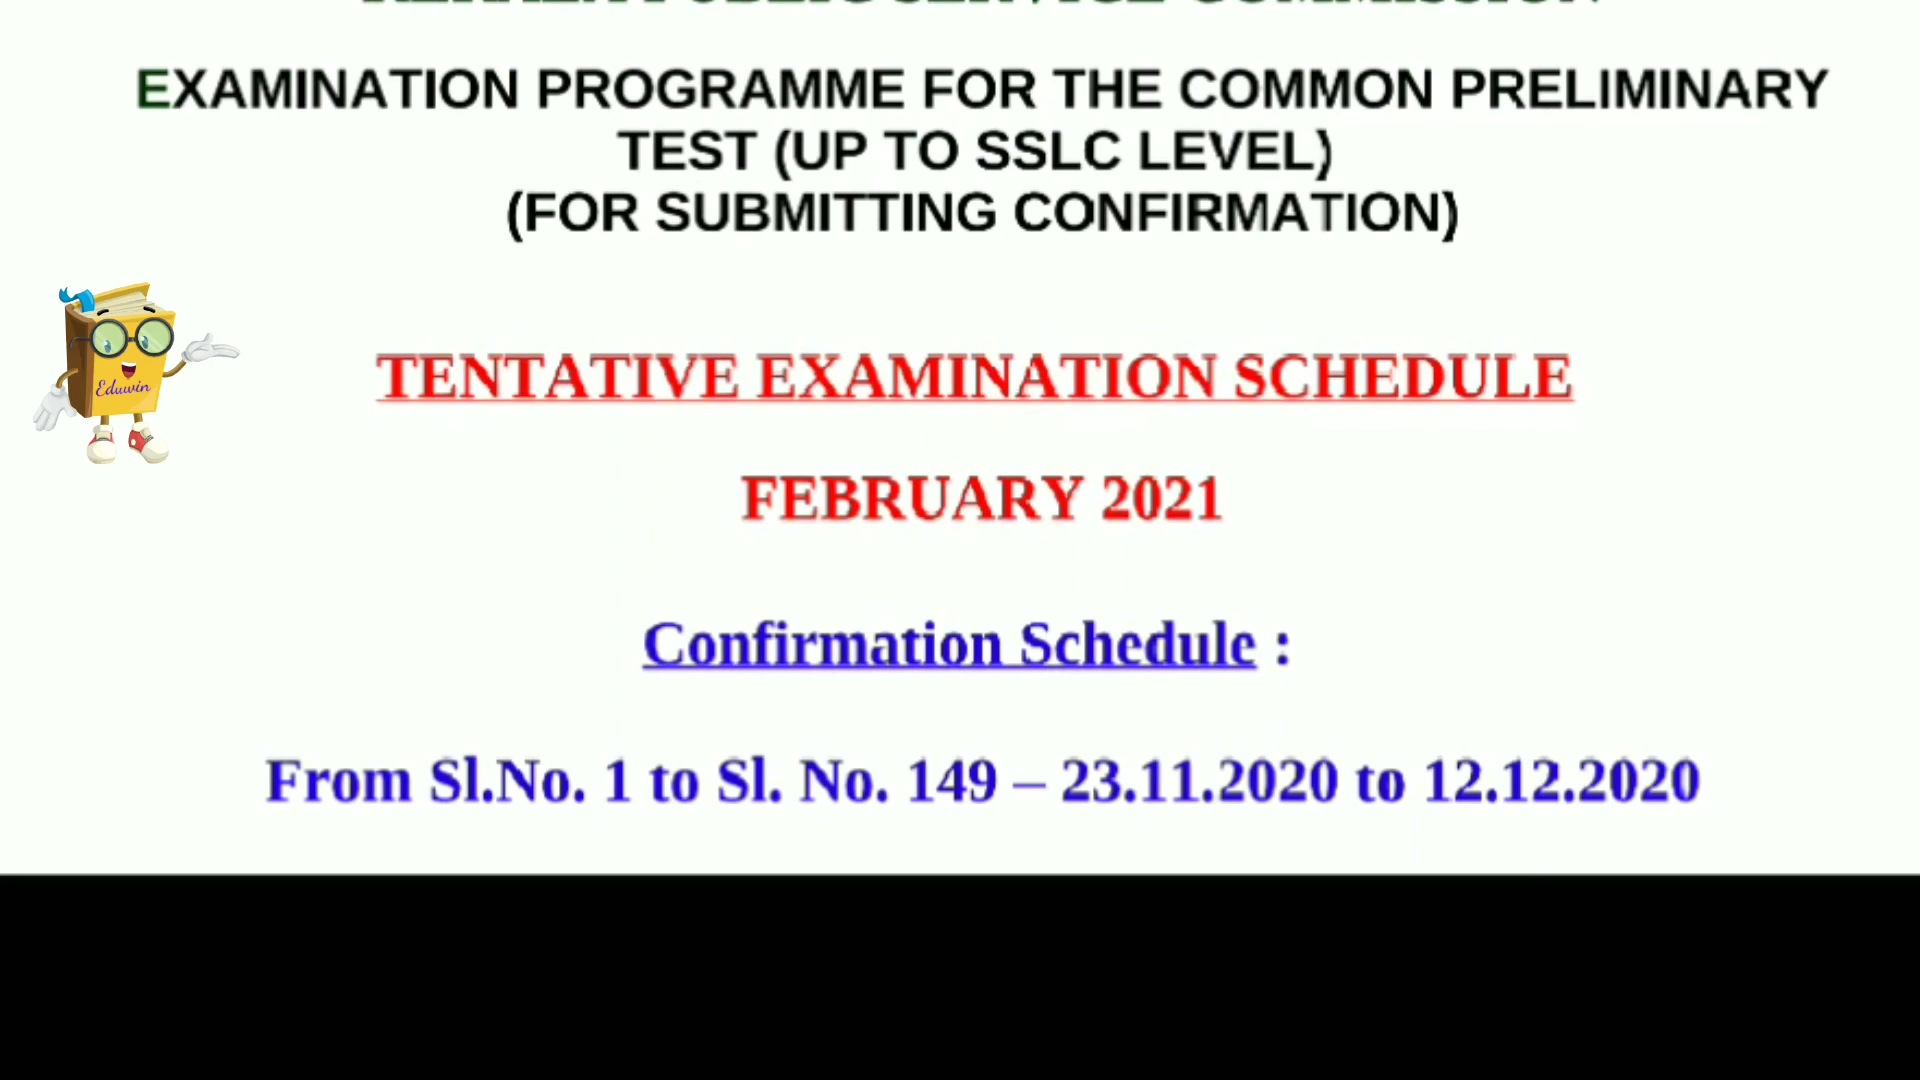 EXAMINATION PROGRAMME FOR THE COMMON PRELIMINARY
TEST (UP TO SSLC LEVEL)
(FOR SUBMITTING CONFIRMATION)
Eduwin
TENTATIVE EXAMINATION SCHEDULE
FEBRUARY 2021
Confirmation Schedule :
From Sl.No. 1 to Sl. No. 149 – 23.11.2020 to 12.12.2020